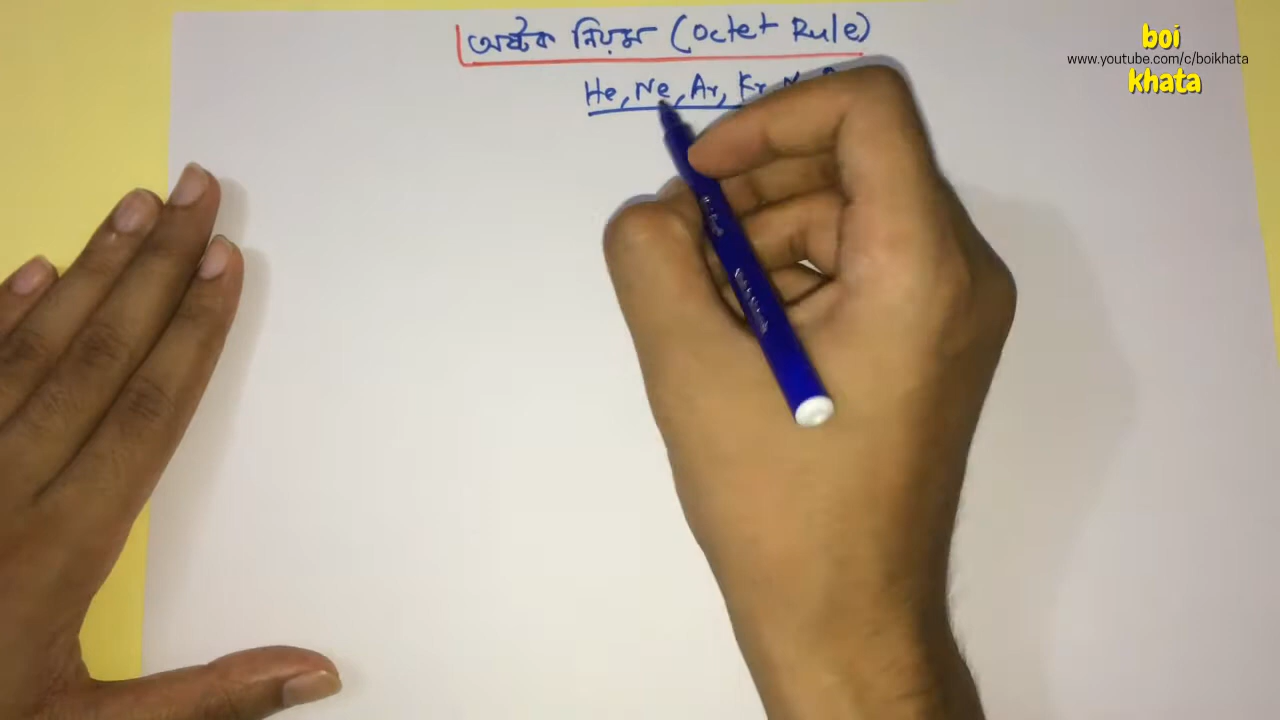 অষ্টক নিয়ম (Octet Rule)
He, Ne, Ar, Kr,
boi
www.youtube.com/c/boikhata
khata